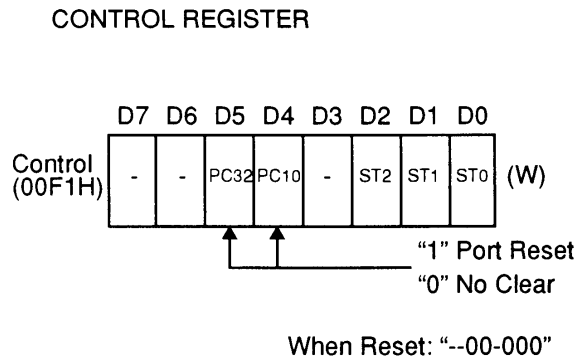 CONTROL REGISTER
D7 D6 D5 D4 D3 D2 D1 D0
Control
(00F1H)
- - PC32 PC10 - ST2 ST1 ST0 (W)
“1” Port Reset
“0” No Clear
When Reset: “--00-000”